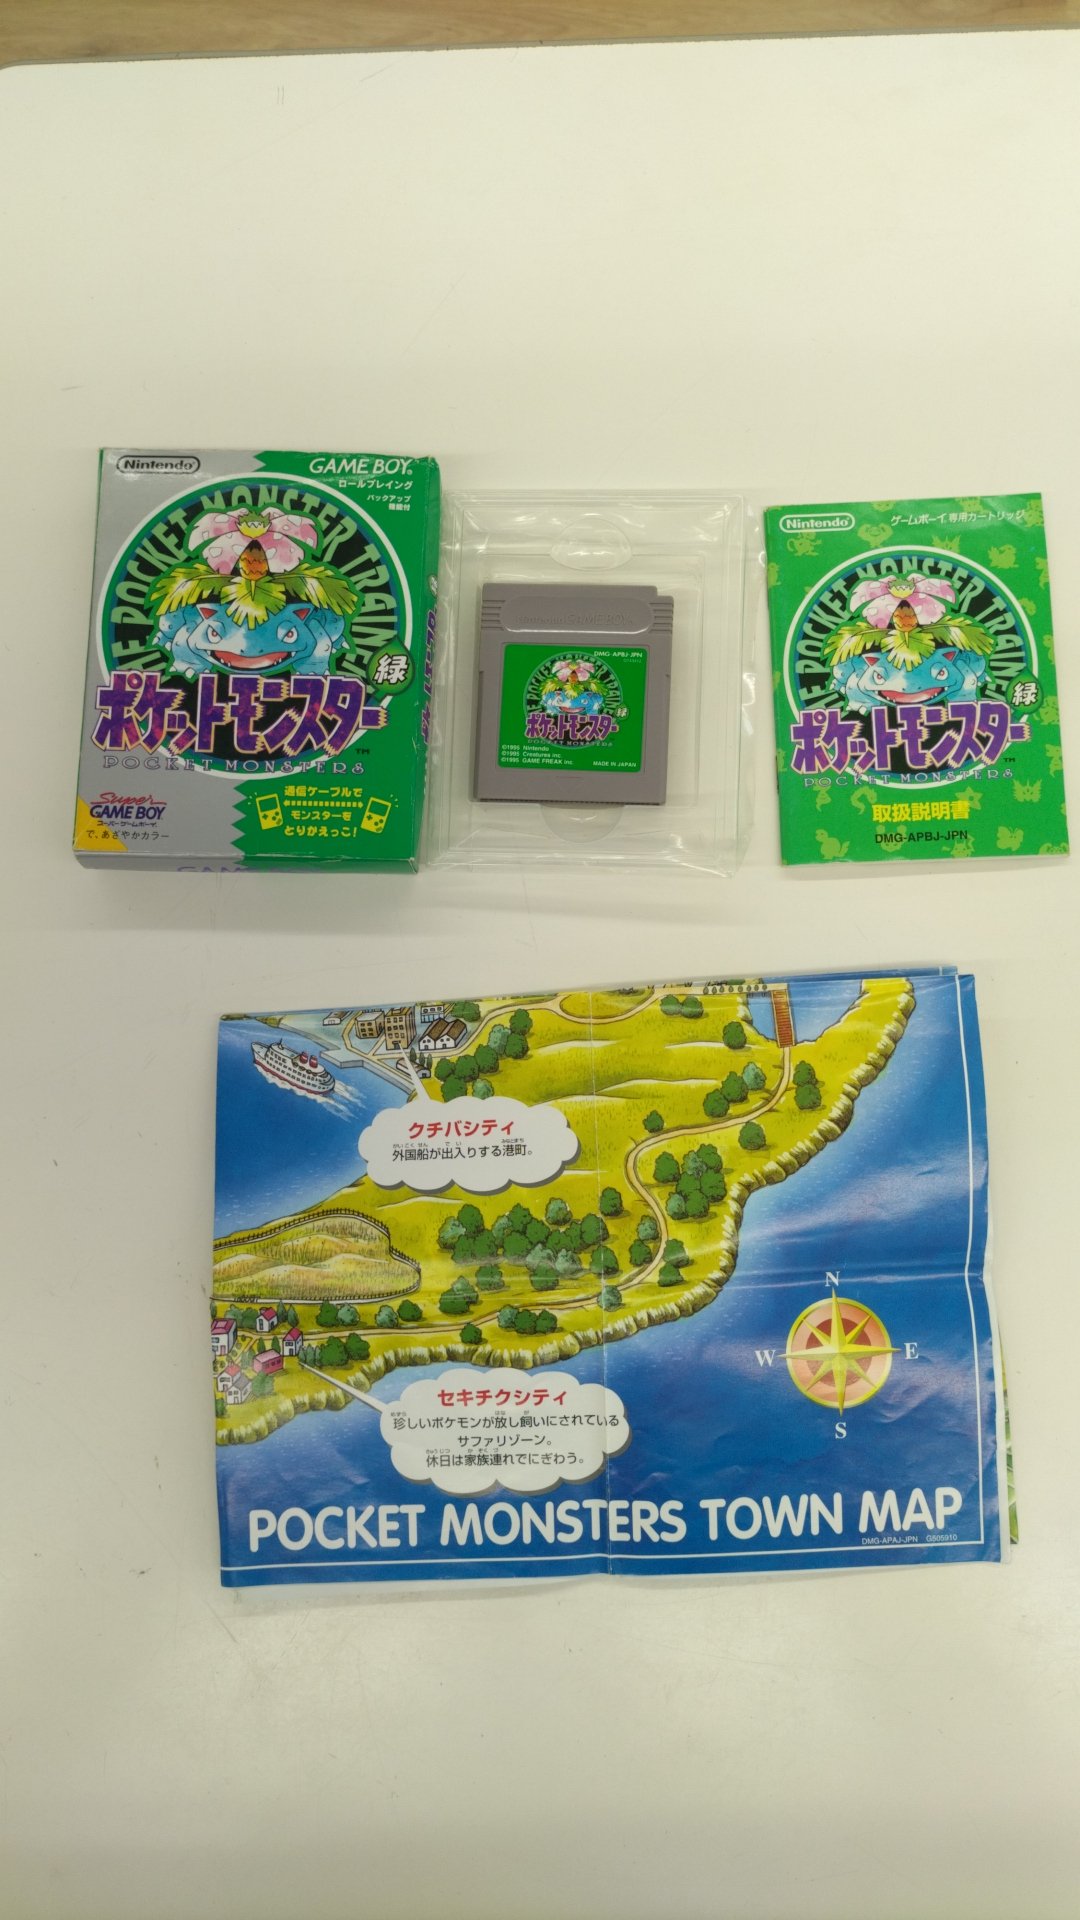 Nintendo
GAME BOY
ロールプレイング
バックアップ
機能付
THE POCKET MONSTER TRAINER
緑
ポケットモンスター™
POCKET MONSTERS
Super
GAME BOY
スーパーゲームボーイ
で、あざやかカラー
通信ケーブルで
モンスターを
とりかえっこ!
GAME BOY
Nintendo GAME BOY
DMG-APBJ-JPN
緑
ポケットモンスター
POCKET MONSTERS
©1995 Nintendo
©1995 Creatures inc.
©1995 GAME FREAK inc.
MADE IN JAPAN
Nintendo
ゲームボーイ専用カートリッジ
THE POCKET MONSTER TRAINER
緑
ポケットモンスター™
POCKET MONSTERS
取扱説明書
DMG-APBJ-JPN
クチバシティ
外国船が出入りする港町。
N
W
E
S
セキチクシティ
珍しいポケモンが放し飼いにされている
サファリゾーン。
休日は家族連れでにぎわう。
POCKET MONSTERS TOWN MAP
DMG-APAJ-JPN G505910